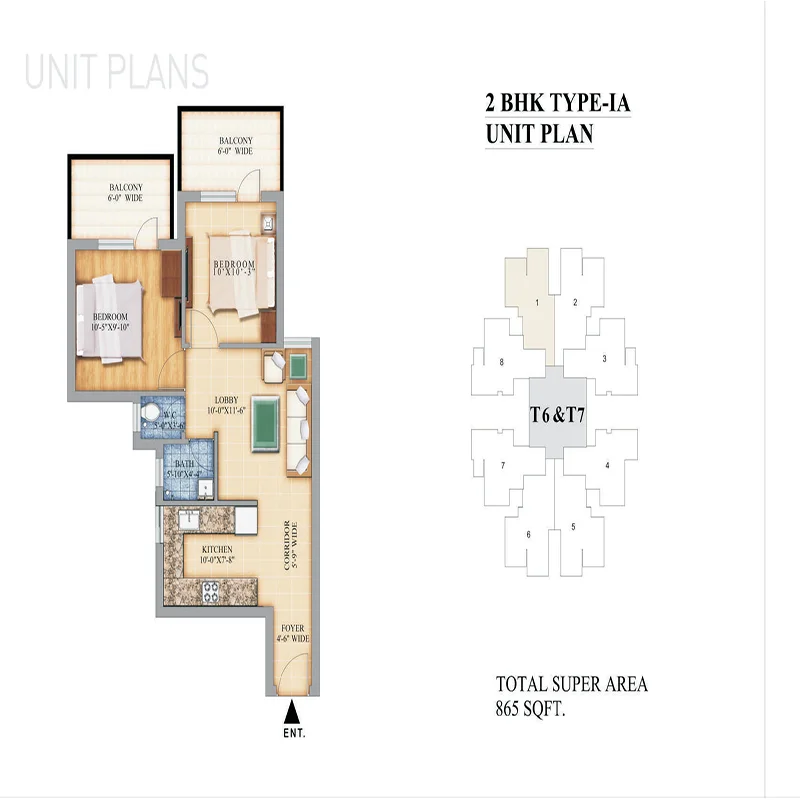 UNIT PLANS
2 BHK TYPE-IA
UNIT PLAN
BALCONY
6'-0" WIDE
BALCONY
6'-0" WIDE
BEDROOM
10'X10'-3"
BEDROOM
10'-5"X9'-10"
LOBBY
10'-0"X11'-6"
W.C
5'-0"X3'-6"
BATH
5'-10"X4'-4"
KITCHEN
10'-0"X7'-8"
CORRIDOR
5'-9" WIDE
FOYER
4'-6" WIDE
ENT.
1
2
8
3
T6 &T7
7
4
6
5
TOTAL SUPER AREA
865 SQFT.